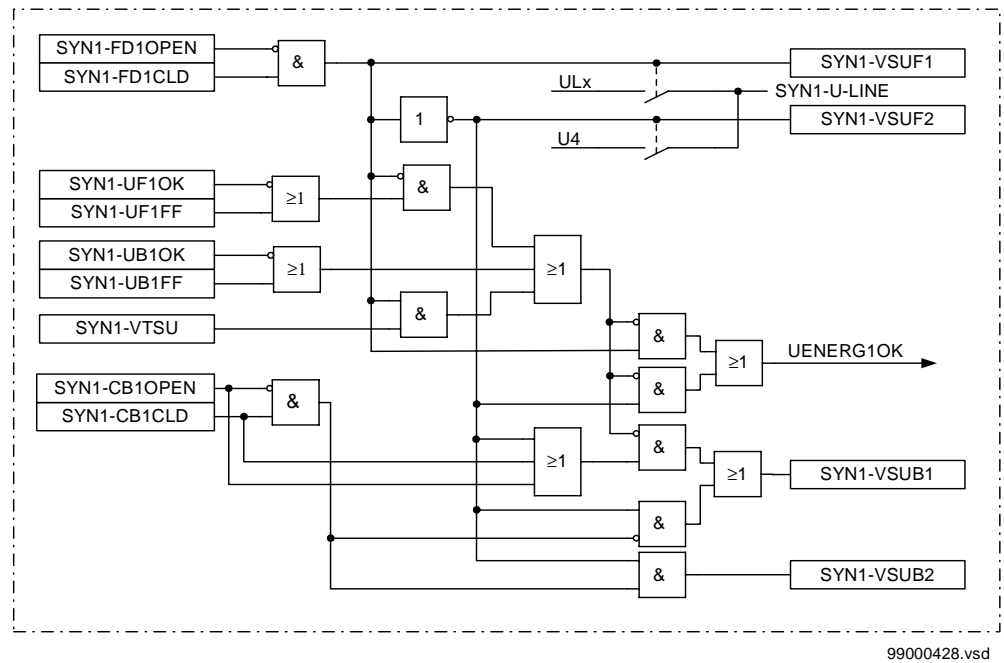 SYN1-FD1OPEN
SYN1-FD1CLD
&
SYN1-VSUF1
ULx
SYN1-U-LINE
1
SYN1-VSUF2
U4
SYN1-UF1OK
SYN1-UF1FF
≥1
&
SYN1-UB1OK
SYN1-UB1FF
≥1
≥1
SYN1-VTSU
&
&
≥1
UENERG1OK
SYN1-CB1OPEN
SYN1-CB1CLD
&
&
≥1
&
≥1
SYN1-VSUB1
&
&
SYN1-VSUB2
99000428.vsd